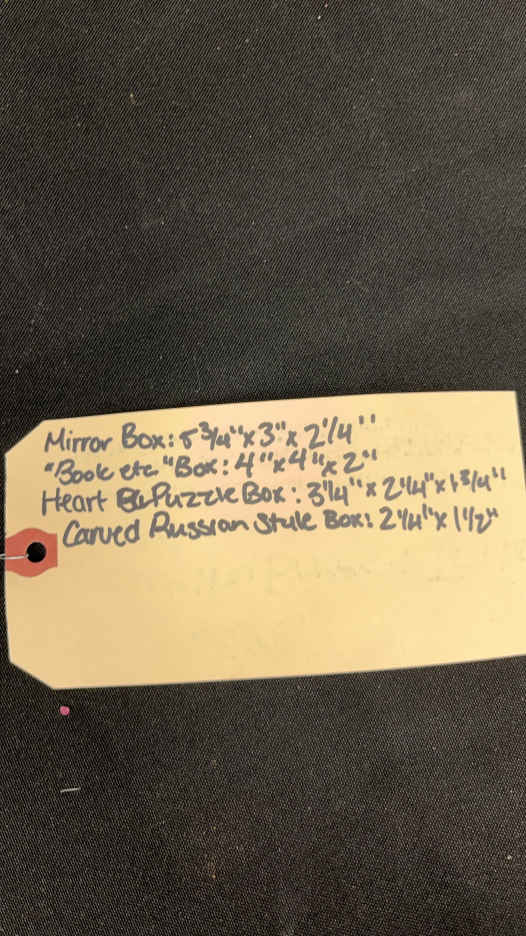 Mirror Box: 5 3/4" x 3" x 2 1/4"
"Book etc" Box: 4" x 4" x 2"
Heart Puzzle Box: 3 1/4" x 2 1/4" x 1 3/4"
Carved Russian Style Box: 2 1/4" x 1 1/2"